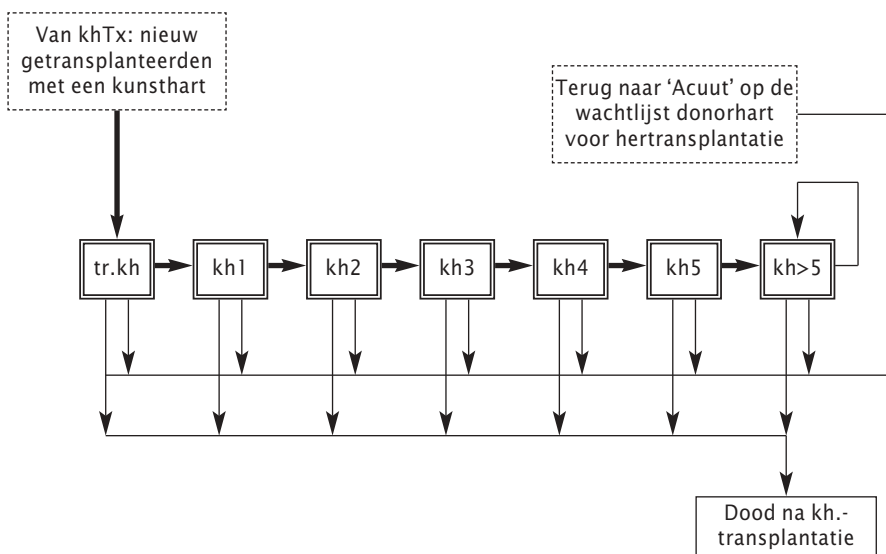 Van khTx: nieuw
getransplanteerden
met een kunsthart
Terug naar ‘Acuut’ op de
wachtlijst donorhart
voor hertransplantatie
tr.kh
kh1
kh2
kh3
kh4
kh5
kh>5
Dood na kh.-
transplantatie